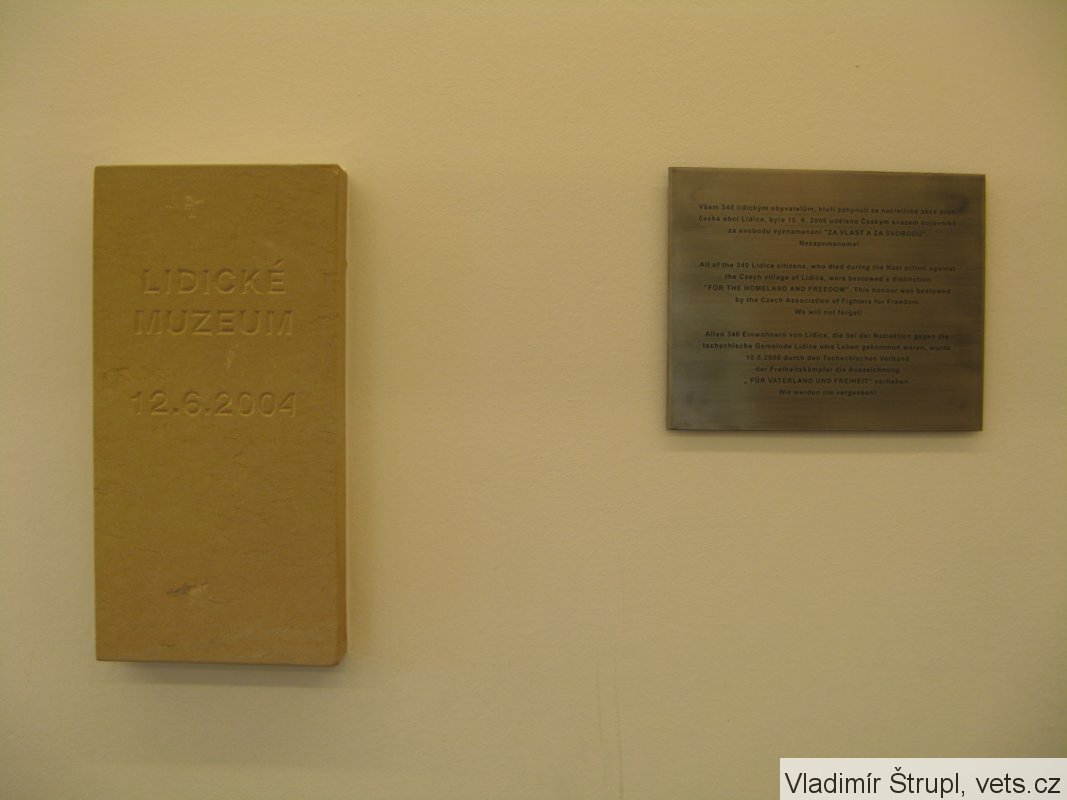 LIDICKÉ
MUZEUM
12.6.2004
Všem 340 lidickým obyvatelům, kteří zahynuli za nacistické akce proti
české obci Lidice, bylo 10. 6. 2006 uděleno Českým svazem bojovníků
za svobodu vyznamenání "ZA VLAST A ZA SVOBODU"
Nezapomeneme!
All of the 340 Lidice citizens, who died during the Nazi action against
the Czech village of Lidice, were bestowed a distinction
"FOR THE HOMELAND AND FREEDOM". This honour was bestowed
by the Czech Association of Fighters for Freedom.
We will not forget!
Allen 340 Einwohnern von Lidice, die bei der Naziaktion gegen die
tschechische Gemeinde Lidice ums Leben gekommen waren, wurde
10.6.2006 durch den Tschechischen Verband
der Freiheitskämpfer die Auszeichnung
„ FÜR VATERLAND UND FREIHEIT" verliehen.
Wir werden nie vergessen!
Vladimír Štrupl, vets.cz